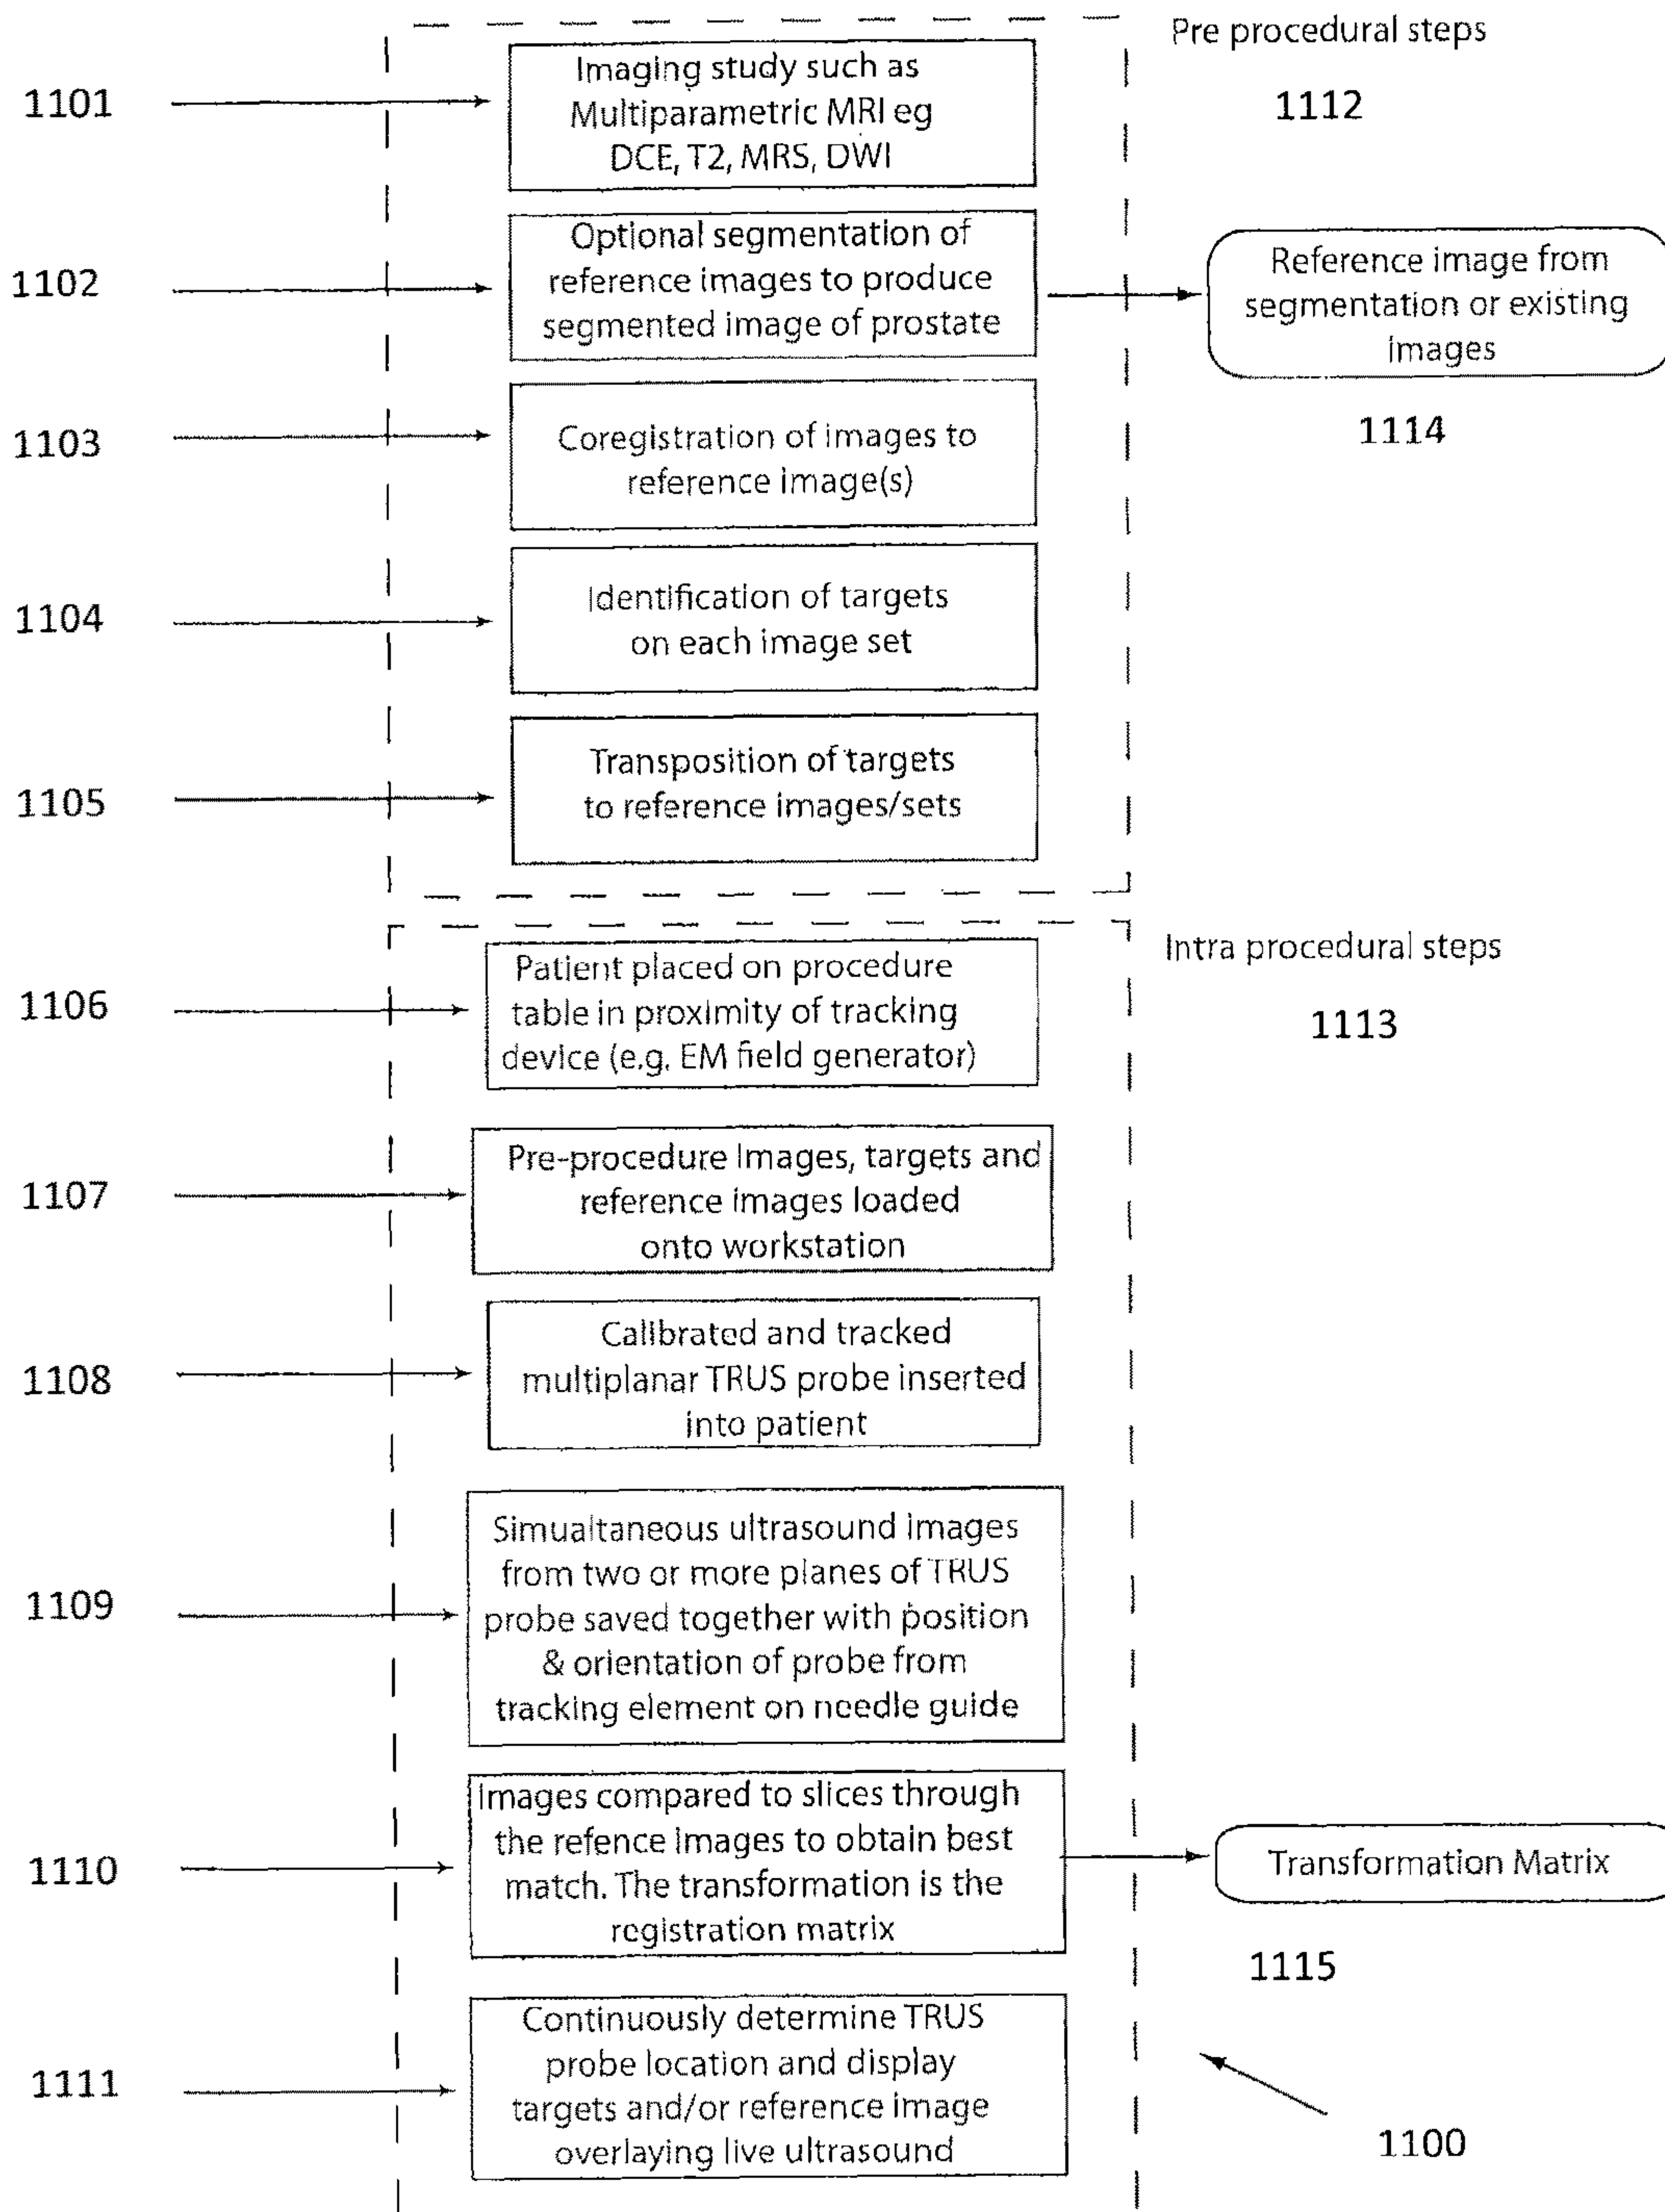 Pre procedural steps
1112
1101
Imaging study such as
Multiparametric MRI eg
DCE, T2, MRS, DWI
1102
Optional segmentation of
reference images to produce
segmented image of prostate
Reference image from
segmentation or existing
images
1114
1103
Coregistration of images to
reference image(s)
1104
Identification of targets
on each image set
1105
Transposition of targets
to reference images/sets
Intra procedural steps
1113
1106
Patient placed on procedure
table in proximity of tracking
device (e.g. EM field generator)
1107
Pre-procedure Images, targets and
reference images loaded
onto workstation
1108
Calibrated and tracked
multiplanar TRUS probe inserted
into patient
1109
Simualtaneous ultrasound images
from two or more planes of TRUS
probe saved together with position
& orientation of probe from
tracking element on needle guide
1110
Images compared to slices through
the refence images to obtain best
match. The transformation is the
registration matrix
Transformation Matrix
1115
1111
Continuously determine TRUS
probe location and display
targets and/or reference image
overlaying live ultrasound
1100